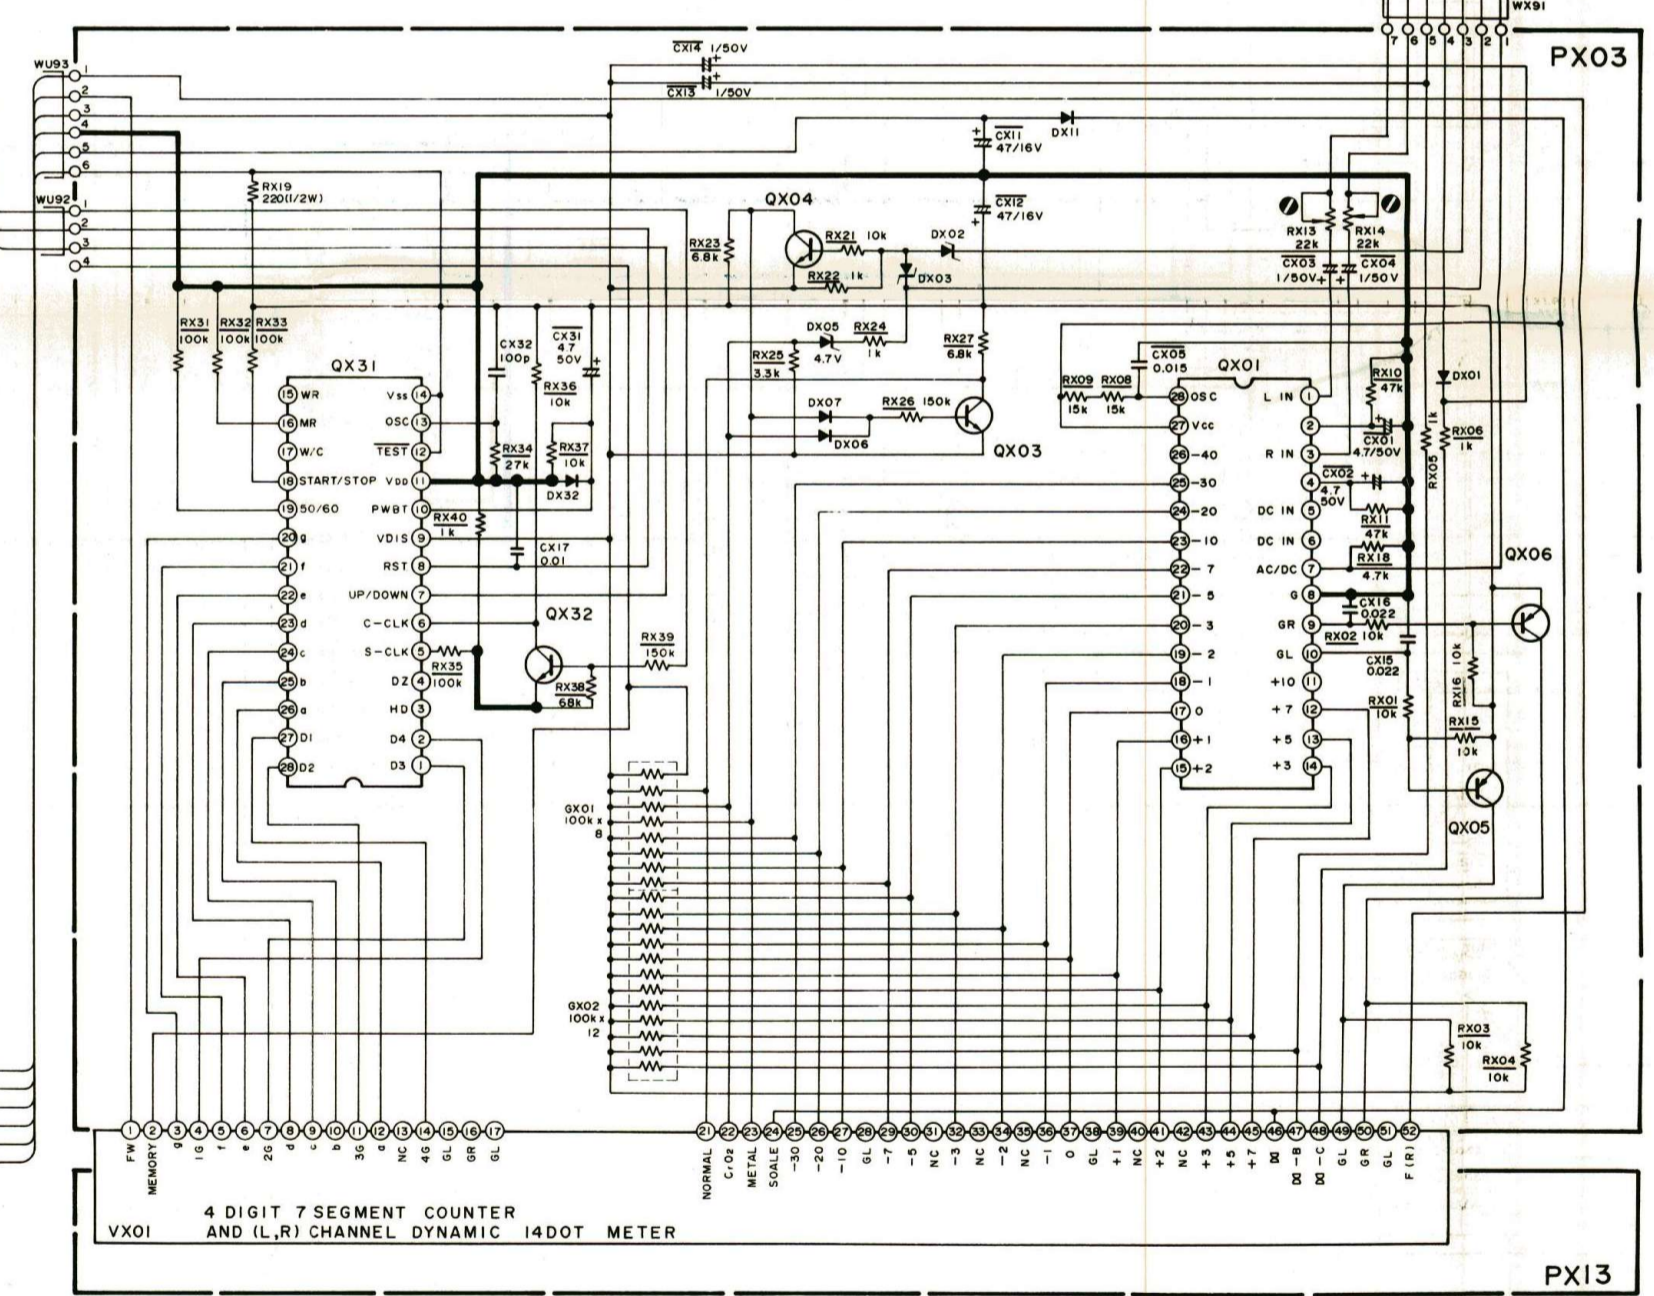 WX91
7 6 5 4 3 2 1
PX03
CX14 1/50V
CX13 1/50V
WU93
1
2
3
4
5
6
WU92
1
2
3
4
RX19
220(1/2W)
CX11
47/16V
DX11
CX12
47/16V
QX04
RX23
6.8k
RX21 10k
DX02
RX22 1k
DX03
RX13
22k
RX14
22k
CX03
1/50V
CX04
1/50V
RX31
100k
RX32
100k
RX33
100k
CX32
100p
CX31
4.7
50V
RX36
10k
DX05
4.7V
RX24
1k
RX25
3.3k
RX27
6.8k
DX07
DX06
RX26 150k
QX03
CX05
0.015
RX09
15k
RX08
15k
QX01
RX10
47k
DX01
RX06
1k
RX05 1k
CX01
4.7/50V
CX02
4.7
50V
RX11
47k
RX18
4.7k
CX16
0.022
RX02 10k
CX15
0.022
RX01
10k
RX16 10k
RX15
10k
QX06
QX05
QX31
15 WR
16 MR
17 W/C
18 START/STOP
19 50/60
20 g
21 f
22 e
23 d
24 c
25 b
26 a
27 D1
28 D2
Vss 14
OSC 13
TEST 12
VDD 11
PWBT 10
VDIS 9
RST 8
UP/DOWN 7
C-CLK 6
S-CLK 5
DZ 4
HD 3
D4 2
D3 1
RX34
27k
RX37
10k
DX32
RX40
1k
CX17
0.01
QX32
RX35
100k
RX39
150k
RX38
68k
28 OSC
27 Vcc
26 -40
25 -30
24 -20
23 -10
22 -7
21 -5
20 -3
19 -2
18 -1
17 0
16 +1
15 +2
L IN 1
2
R IN 3
4
DC IN 5
DC IN 6
AC/DC 7
G 8
GR 9
GL 10
+10 11
+7 12
+5 13
+3 14
GX01
100k x
8
GX02
100k x
12
RX03
10k
RX04
10k
1 2 3 4 5 6 7 8 9 10 11 12 13 14 15 16 17
FW MEMORY g 1G f e 2G d c b 3G a NC 4G GL GR GL
21 22 23 24 25 26 27 28 29 30 31 32 33 34 35 36 37 38 39 40 41 42 43 44 45 46 47 48 49 50 51 52
NORMAL CrO2 METAL SOALE -30 -20 -10 GL -7 -5 NC -3 NC -2 NC -1 0 GL +1 NC +2 NC +3 +5 +7 -B -C GL GR GL F(R)
4 DIGIT 7 SEGMENT COUNTER
VX01 AND (L,R) CHANNEL DYNAMIC 14DOT METER
PX13